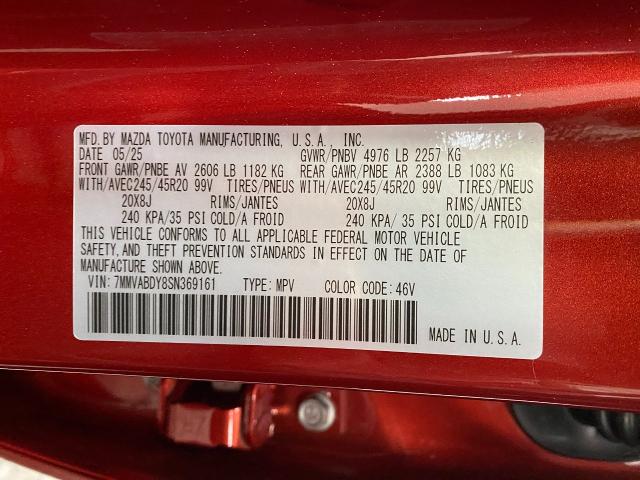 MFD. BY MAZDA TOYOTA MANUFACTURING, U.S.A., INC.
DATE 05/25 GVWR/PNBV 4976 LB 2257 KG
FRONT GAWR/PNBE AV 2606 LB 1182 KG REAR GAWR/PNBE AR 2388 LB 1083 KG
WITH/AVEC245/45R20 99V TIRES/PNEUS WITH/AVEC245/45R20 99V TIRES/PNEUS
20X8J RIMS/JANTES 20X8J RIMS/JANTES
240 KPA/35 PSI COLD/A FROID 240 KPA/ 35 PSI COLD/A FROID
THIS VEHICLE CONFORMS TO ALL APPLICABLE FEDERAL MOTOR VEHICLE
SAFETY, AND THEFT PREVENTION STANDARDS IN EFFECT ON THE DATE OF
MANUFACTURE SHOWN ABOVE.
VIN: 7MMVABDY8SN369161 TYPE: MPV COLOR CODE: 46V
MADE IN U.S.A.